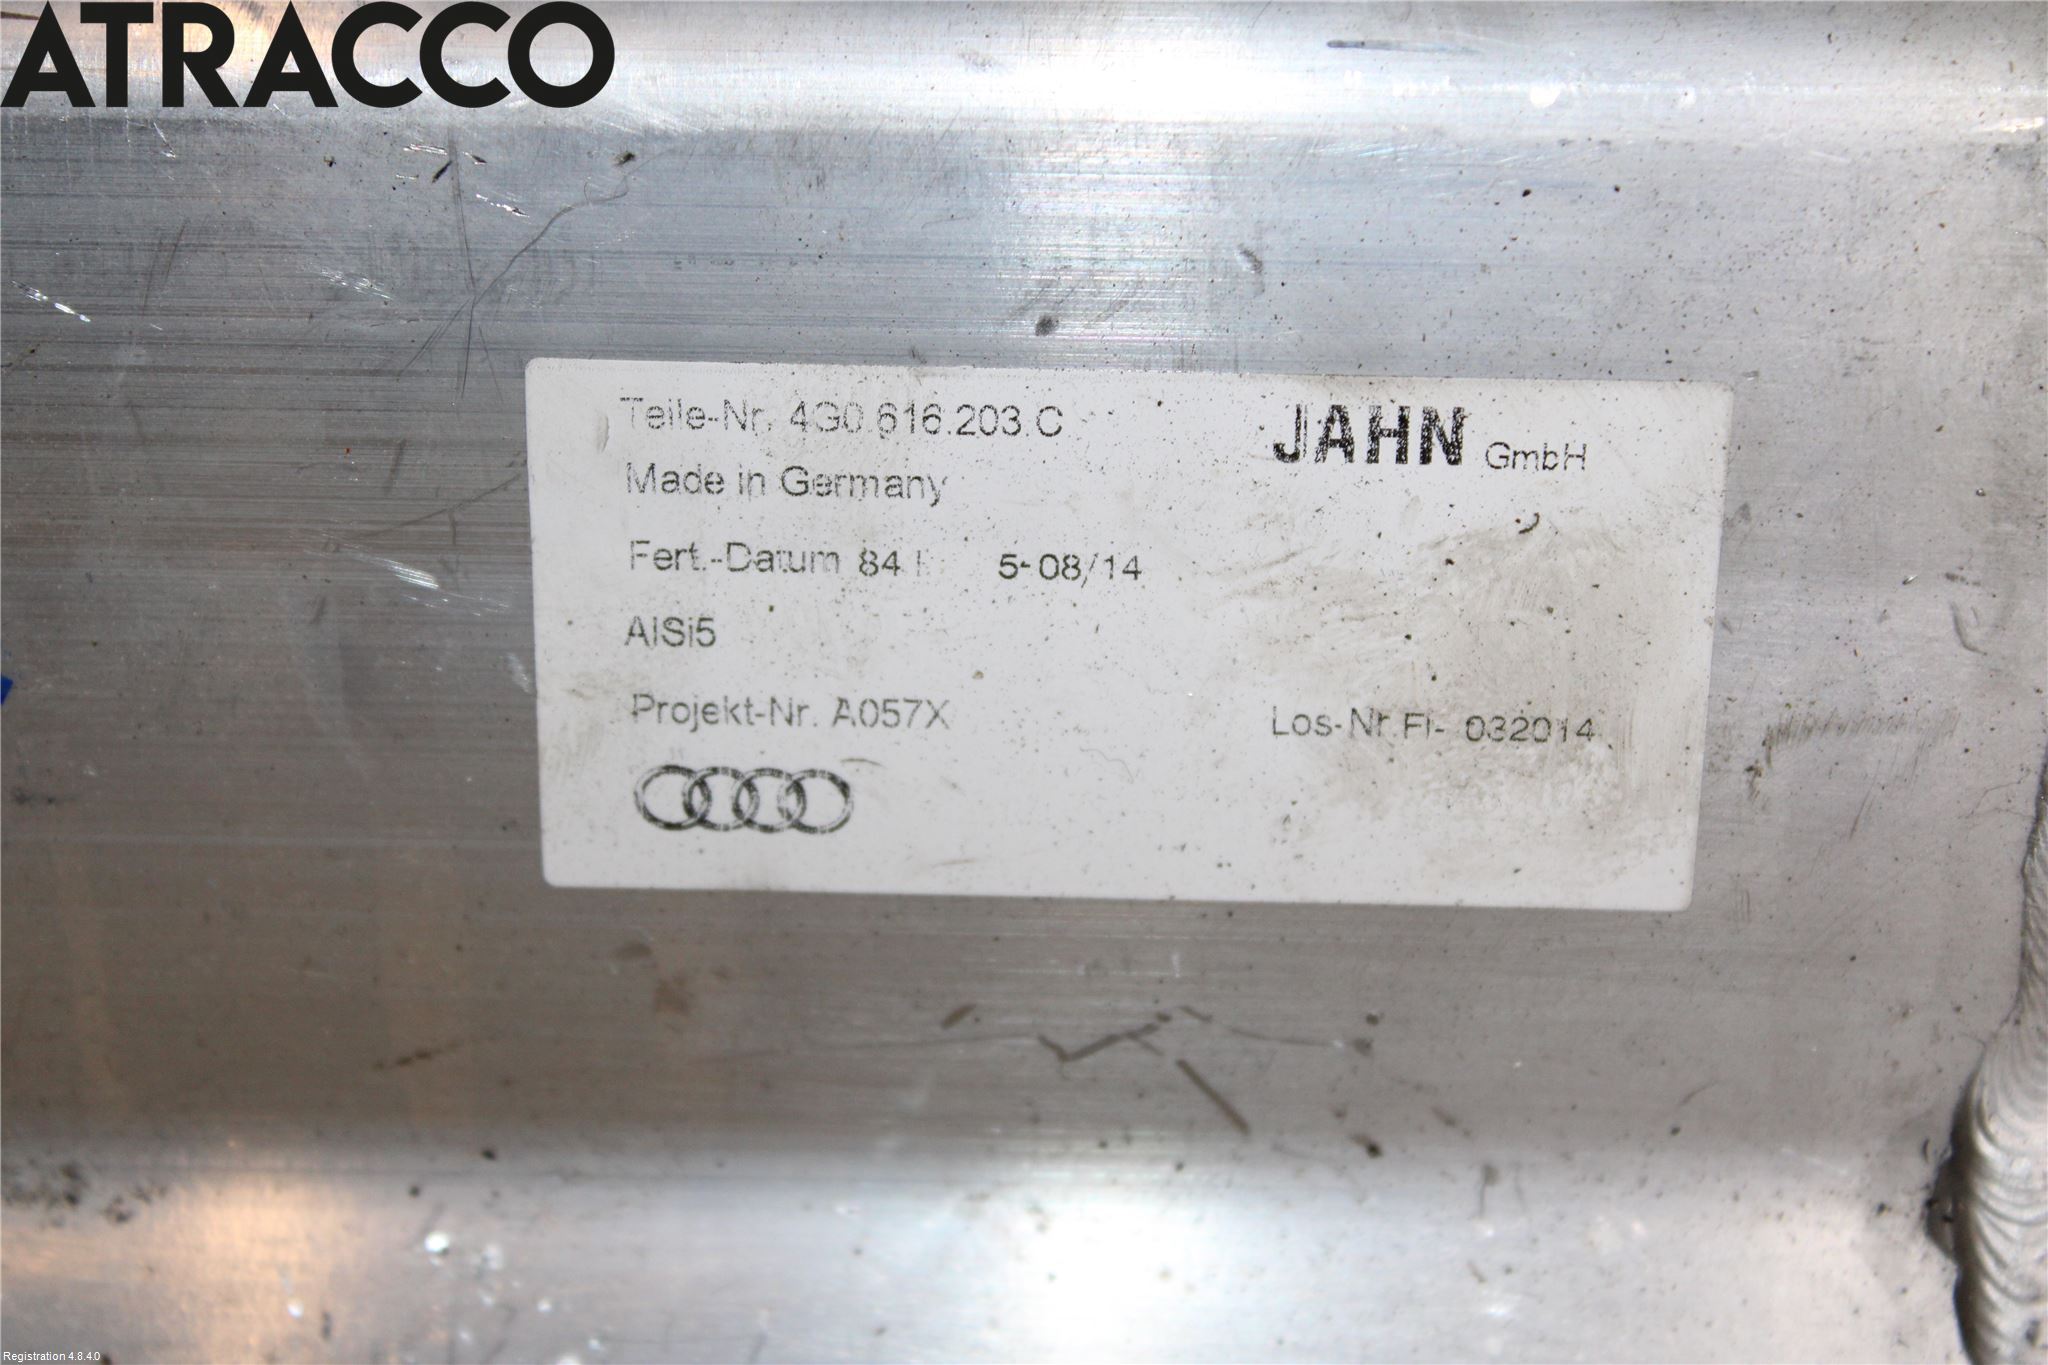 ATRACCO
Teile-Nr. 4G0.616.203.C
JAHN GmbH
Made in Germany
Fert.-Datum 84 5-08/14
AlSi5
Projekt-Nr. A057X
Los-Nr.FI- 032014
Registration 4.8.4.0